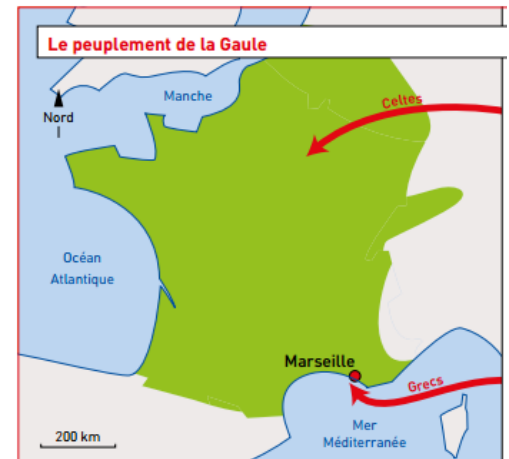 Le peuplement de la Gaule
Manche
Celtes
Nord
Océan
Atlantique
Marseille
Grecs
Mer
Méditerranée
200 km